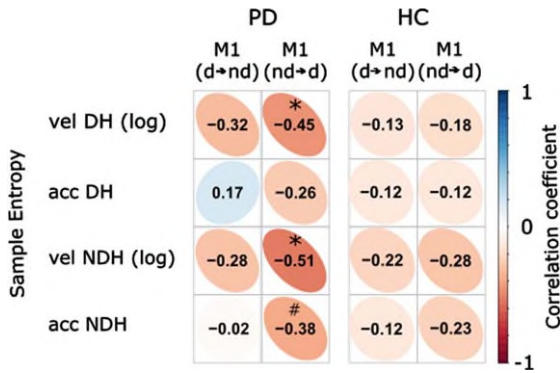 PD HC
M1 M1 M1 M1
(d→nd) (nd→d) (d→nd) (nd→d)
Sample Entropy
vel DH (log) −0.32 * −0.45 −0.13 −0.18
acc DH 0.17 −0.26 −0.12 −0.12
vel NDH (log) −0.28 * −0.51 −0.22 −0.28
acc NDH −0.02 # −0.38 −0.12 −0.23
1
0
-1
Correlation coefficient